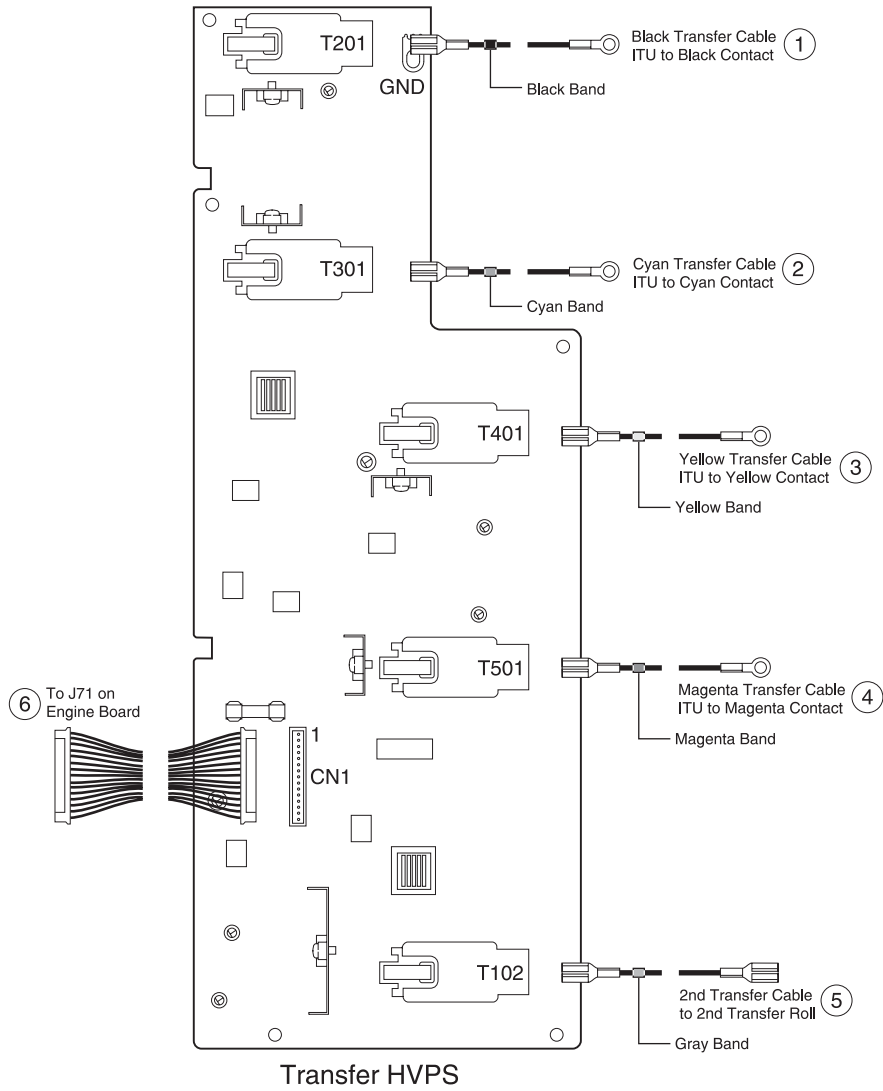 T201
GND
Black Transfer Cable
ITU to Black Contact
1
Black Band
T301
Cyan Transfer Cable
ITU to Cyan Contact
2
Cyan Band
T401
Yellow Transfer Cable
ITU to Yellow Contact
3
Yellow Band
T501
Magenta Transfer Cable
ITU to Magenta Contact
4
Magenta Band
6
To J71 on
Engine Board
1
CN1
T102
2nd Transfer Cable
to 2nd Transfer Roll
5
Gray Band
Transfer HVPS